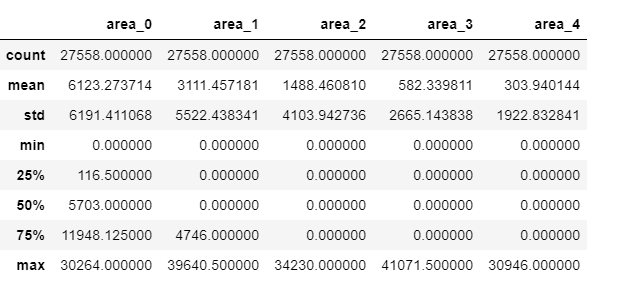 area_0 area_1 area_2 area_3 area_4
count 27558.000000 27558.000000 27558.000000 27558.000000 27558.000000
mean 6123.273714 3111.457181 1488.460810 582.339811 303.940144
std 6191.411068 5522.438341 4103.942736 2665.143838 1922.832841
min 0.000000 0.000000 0.000000 0.000000 0.000000
25% 116.500000 0.000000 0.000000 0.000000 0.000000
50% 5703.000000 0.000000 0.000000 0.000000 0.000000
75% 11948.125000 4746.000000 0.000000 0.000000 0.000000
max 30264.000000 39640.500000 34230.000000 41071.500000 30946.000000